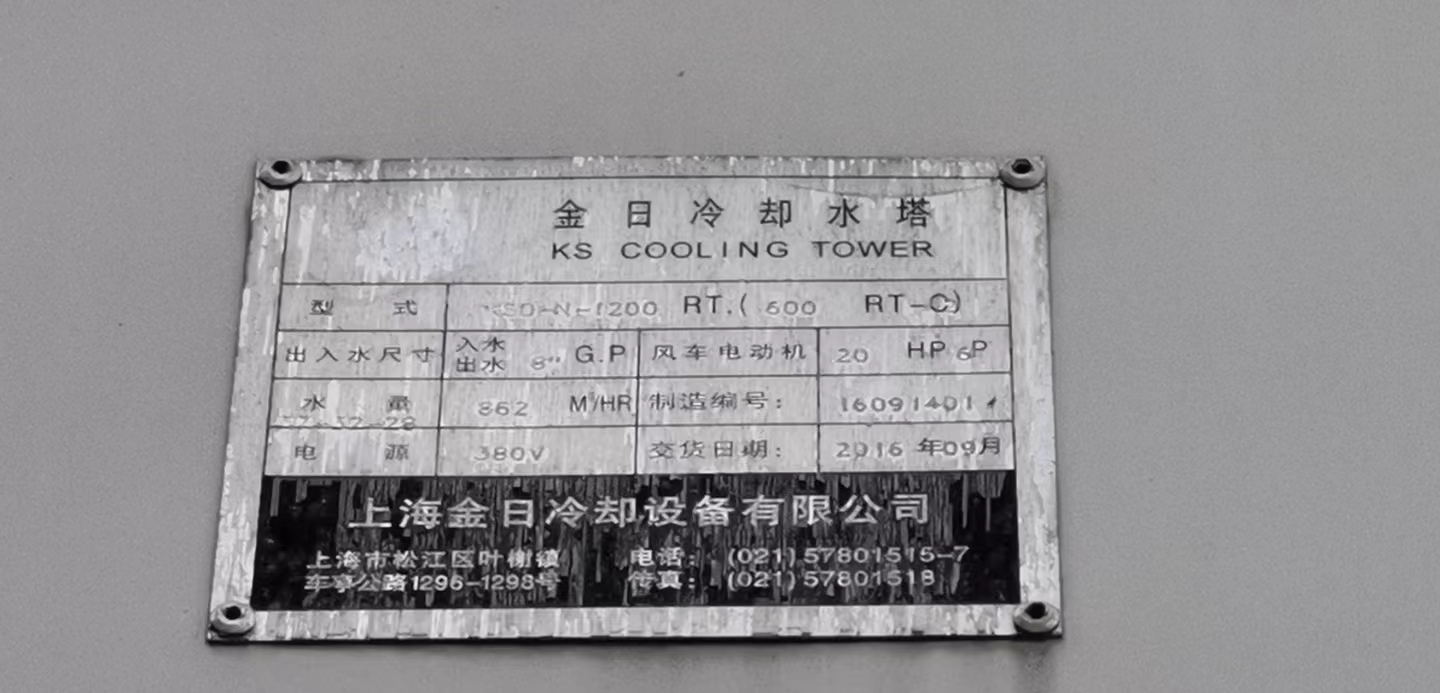 金日冷却水塔
KS COOLING TOWER
型式 SD-N-1200 RT.( 600 RT-C)
出入水尺寸 入水 出水 8" G.P 风车电动机 20 HP 6P
水量 862 M³/HR 制造编号: 16091401
电源 380V 交货日期: 2016 年09月
上海金日冷却设备有限公司
上海市松江区叶榭镇 电话: (021) 57801515-7
车亭公路1296-1298号 传真: (021) 57801518